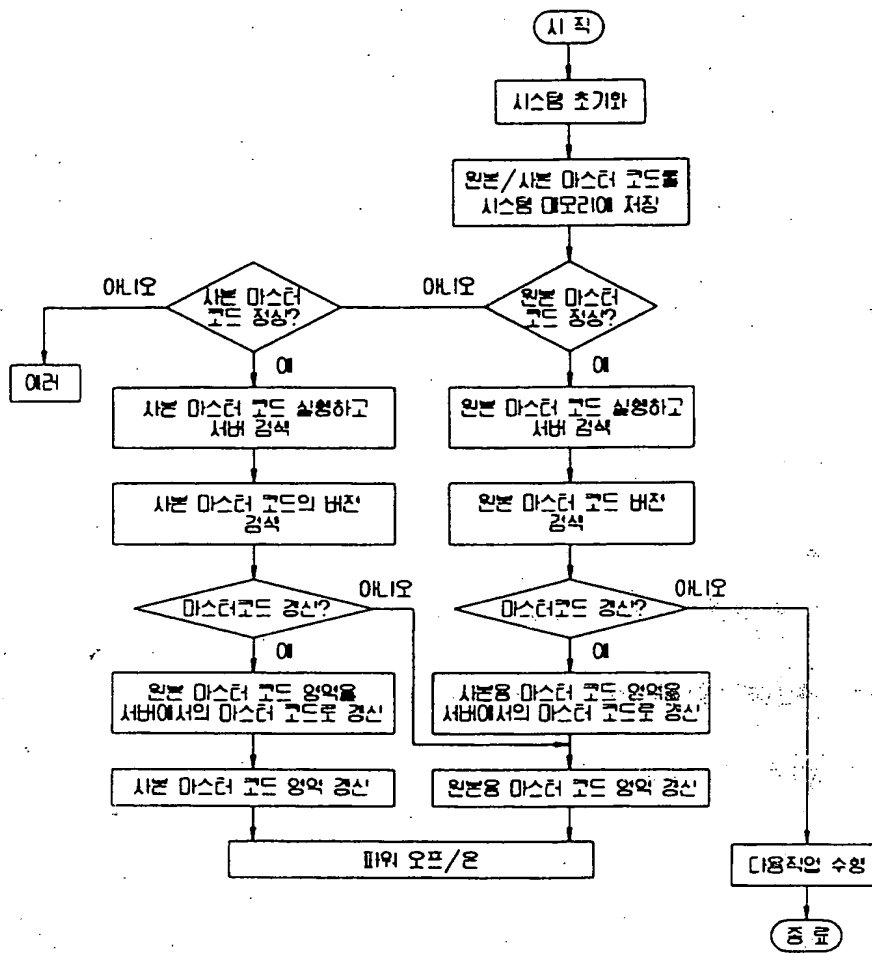 시 작
시스템 초기화
원본/사본 마스터 코드를
시스템 메모리에 저장
아니오
사본 마스터
코드 정상?
아니오
원본 마스터
코드 정상?
에러
예
예
사본 마스터 코드 실행하고
서버 검색
원본 마스터 코드 실행하고
서버 검색
사본 마스터 코드의 버전
검색
원본 마스터 코드 버전
검색
마스터코드 갱신?
아니오
마스터코드 갱신?
아니오
예
예
원본 마스터 코드 영역을
서버에서의 마스터 코드로 갱신
사본용 마스터 코드 영역을
서버에서의 마스터 코드로 갱신
사본 마스터 코드 영역 갱신
원본용 마스터 코드 영역 갱신
파워 오프/온
다음작업 수행
종 료